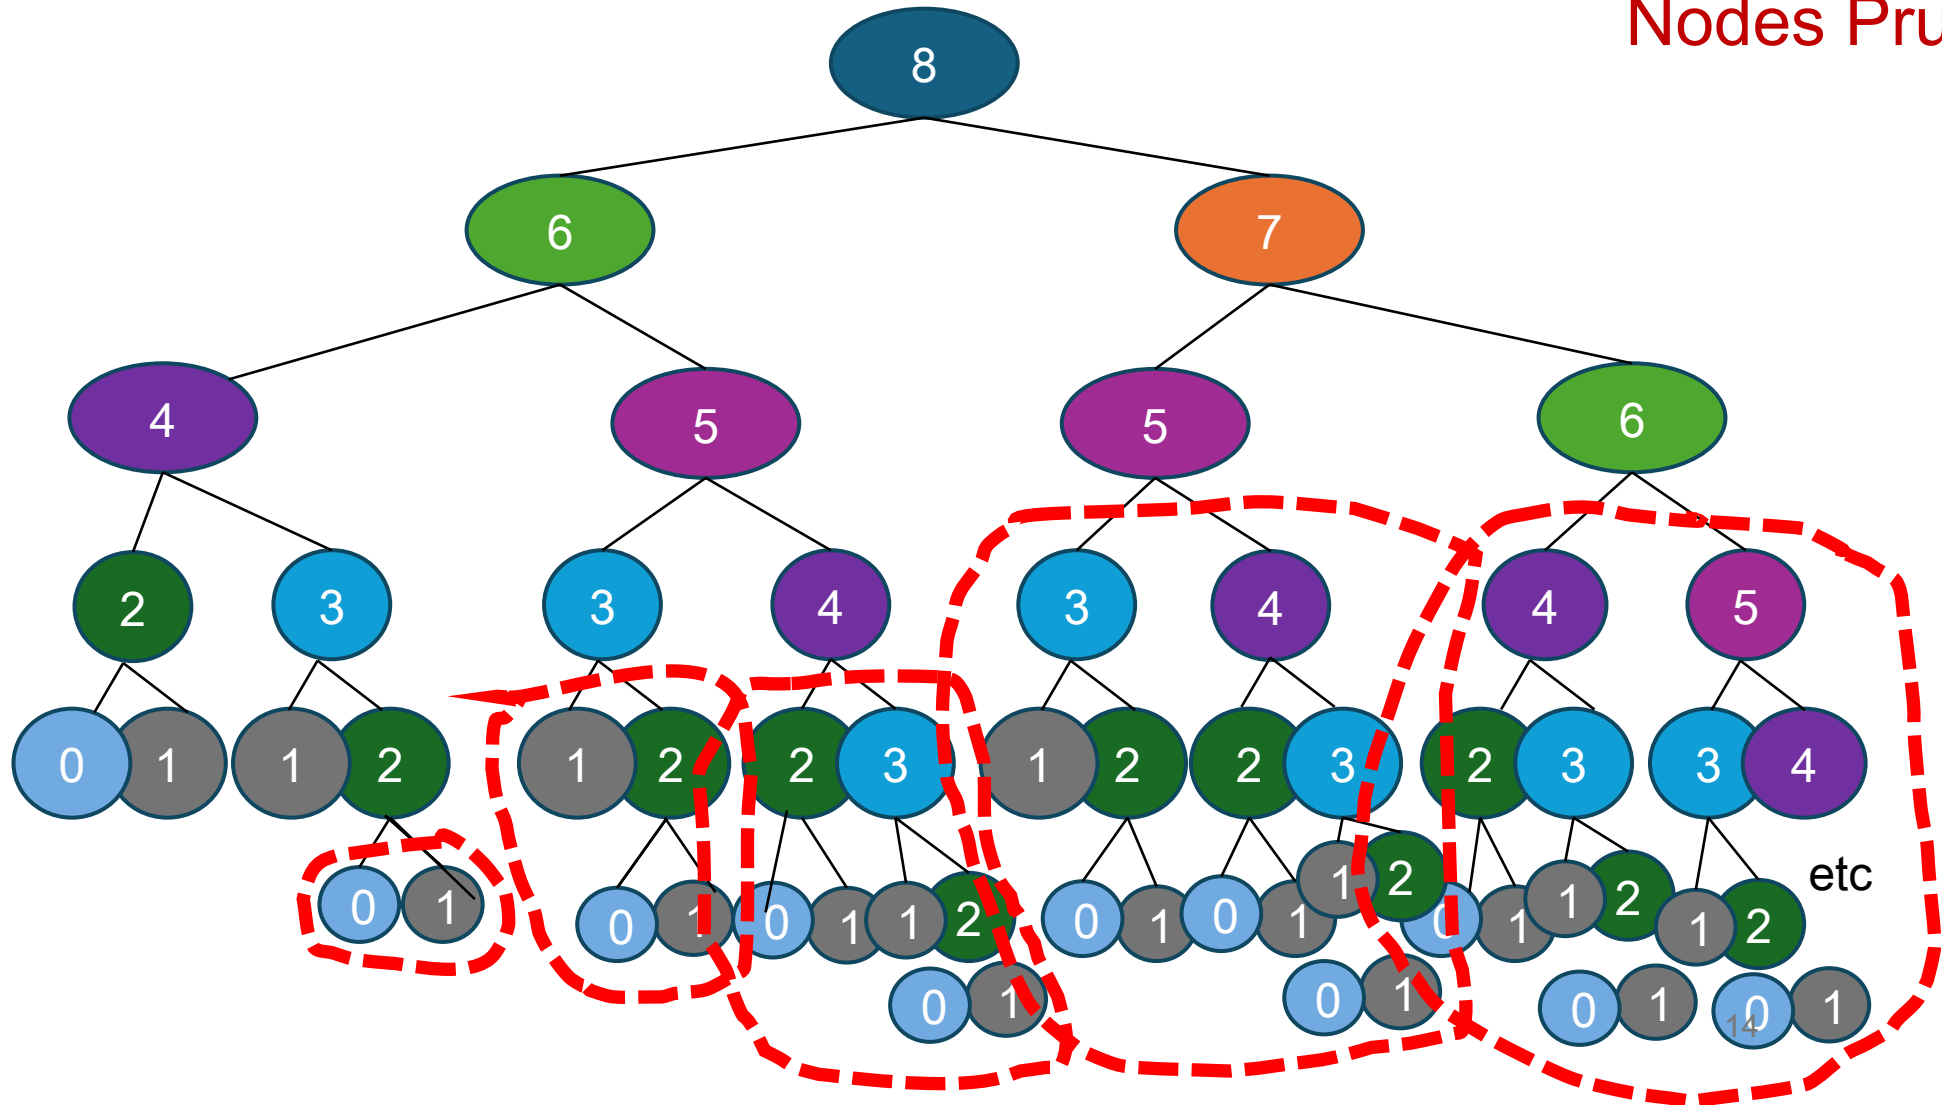 Nodes Pru
8
6 7
4 5 5 6
2 3 3 4 3 4 4 5
0 1 1 2 1 2 2 3 1 2 2 3 2 3 3 4
0 1 0 1 0 1 1 2 0 1 0 1 1 2 0 1 1 2 1 2 etc
0 1 0 1 0 1 0 1
14